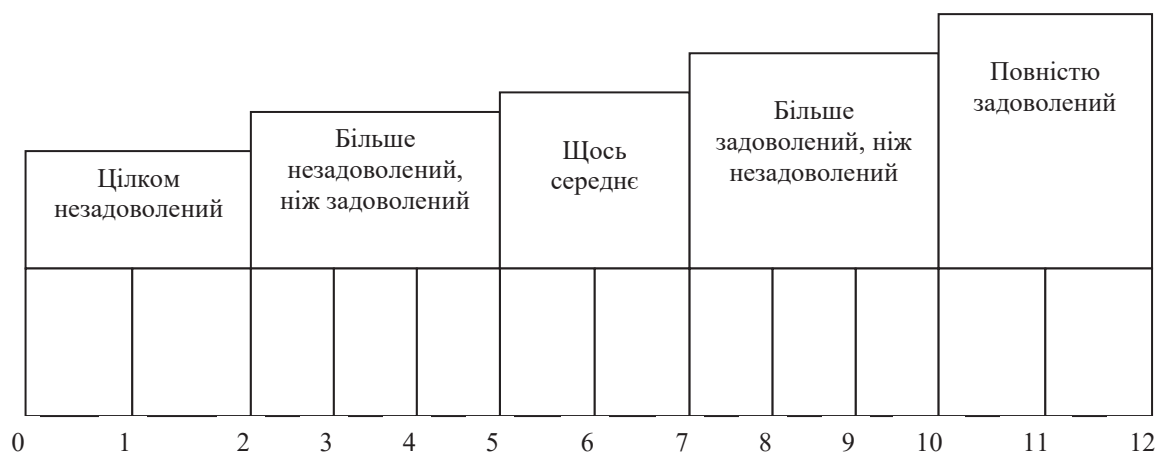 Цілком
незадоволений
Більше
незадоволений,
ніж задоволений
Щось
середнє
Більше
задоволений, ніж
незадоволений
Повністю
задоволений
0 1 2 3 4 5 6 7 8 9 10 11 12